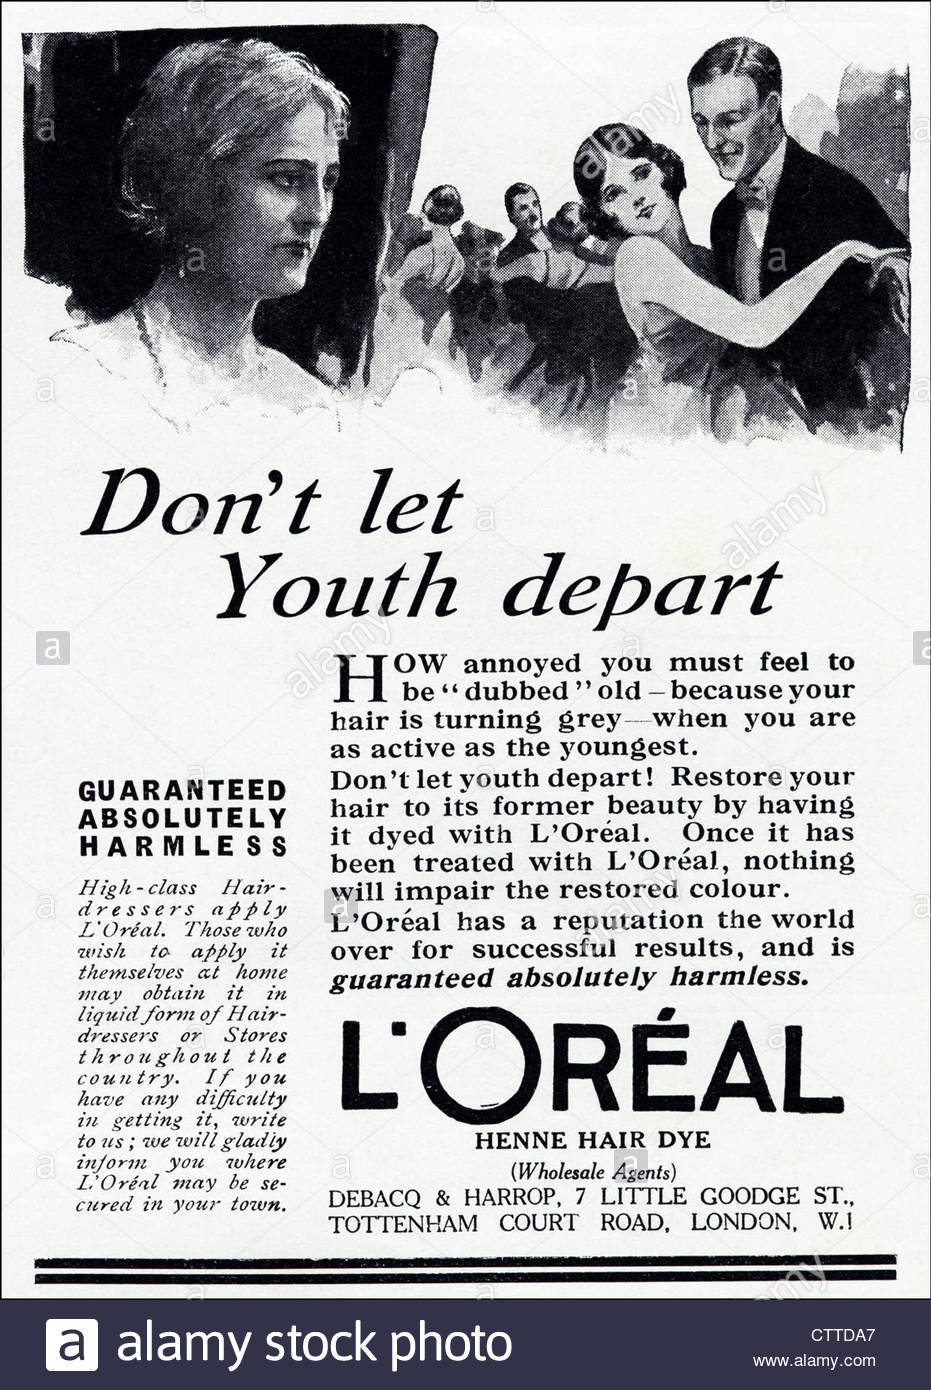 Don't let
Youth depart
HOW annoyed you must feel to
be "dubbed" old – because your
hair is turning grey—when you are
as active as the youngest.
Don't let youth depart! Restore your
hair to its former beauty by having
it dyed with L'Oréal. Once it has
been treated with L'Oréal, nothing
will impair the restored colour.
L'Oréal has a reputation the world
over for successful results, and is
guaranteed absolutely harmless.
GUARANTEED
ABSOLUTELY
HARMLESS
High-class Hair-
dressers apply
L'Oréal. Those who
wish to apply it
themselves at home
may obtain it in
liquid form of Hair-
dressers or Stores
throughout the
country. If you
have any difficulty
in getting it, write
to us; we will gladly
inform you where
L'Oréal may be se-
cured in your town.
L'ORÉAL
HENNE HAIR DYE
(Wholesale Agents)
DEBACQ & HARROP, 7 LITTLE GOODGE ST.,
TOTTENHAM COURT ROAD, LONDON, W.1
a alamy stock photo
CTTDA7
www.alamy.com